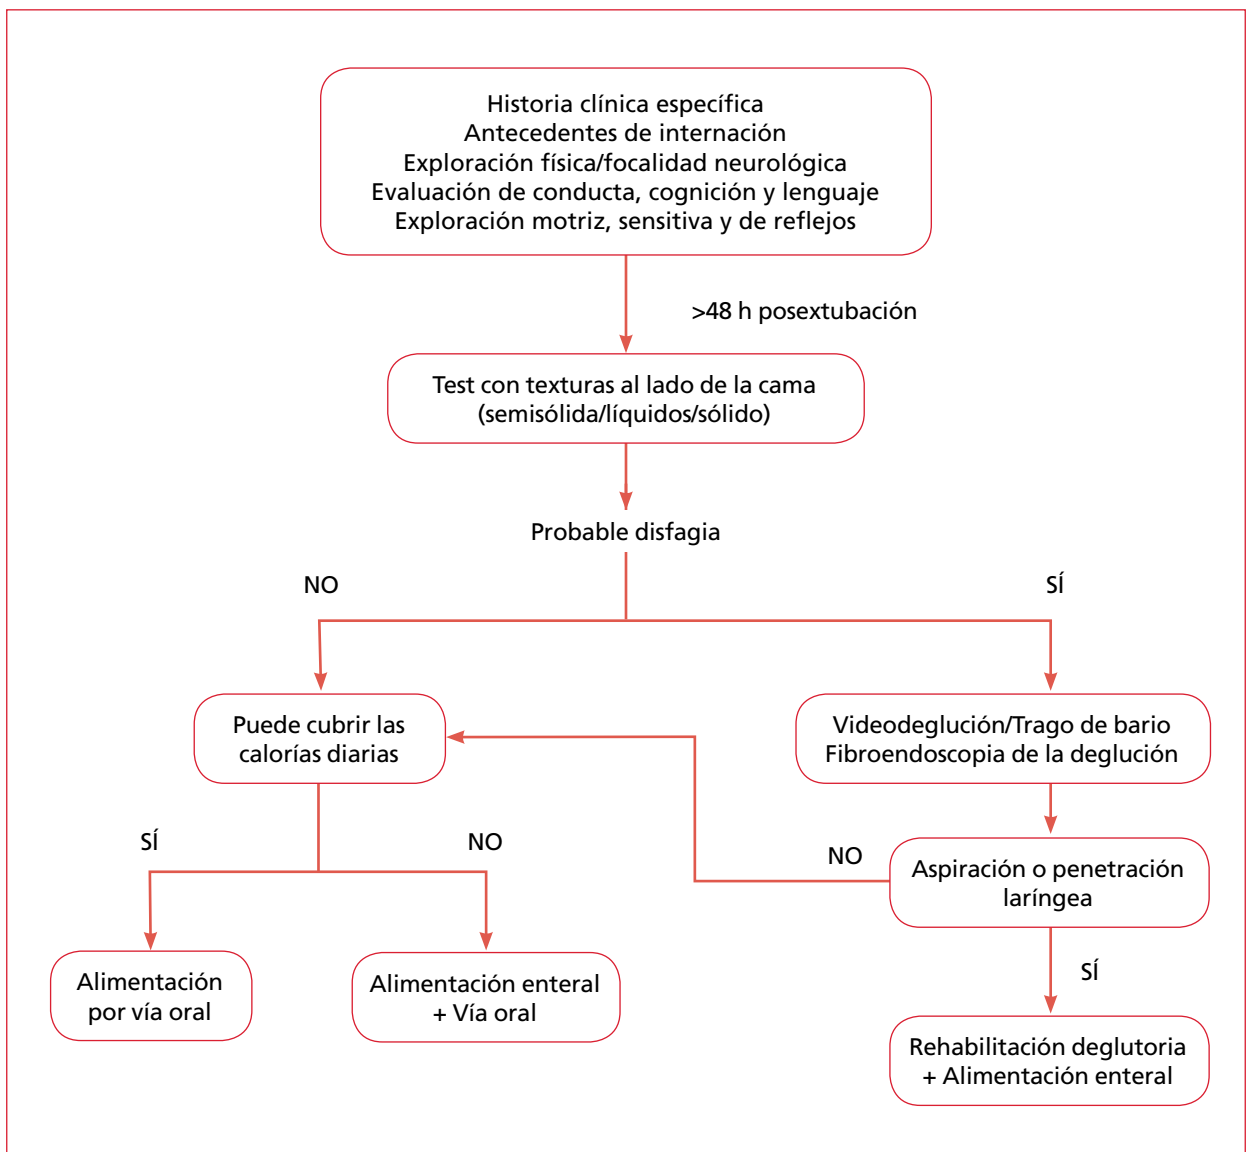 Historia clínica específica
Antecedentes de internación
Exploración física/focalidad neurológica
Evaluación de conducta, cognición y lenguaje
Exploración motriz, sensitiva y de reflejos
>48 h posextubación
Test con texturas al lado de la cama
(semisólida/líquidos/sólido)
Probable disfagia
NO
SÍ
Puede cubrir las
calorías diarias
Videodeglución/Trago de bario
Fibroendoscopia de la deglución
SÍ
NO
NO
Aspiración o penetración
laríngea
Alimentación
por vía oral
Alimentación enteral
+ Vía oral
SÍ
Rehabilitación deglutoria
+ Alimentación enteral